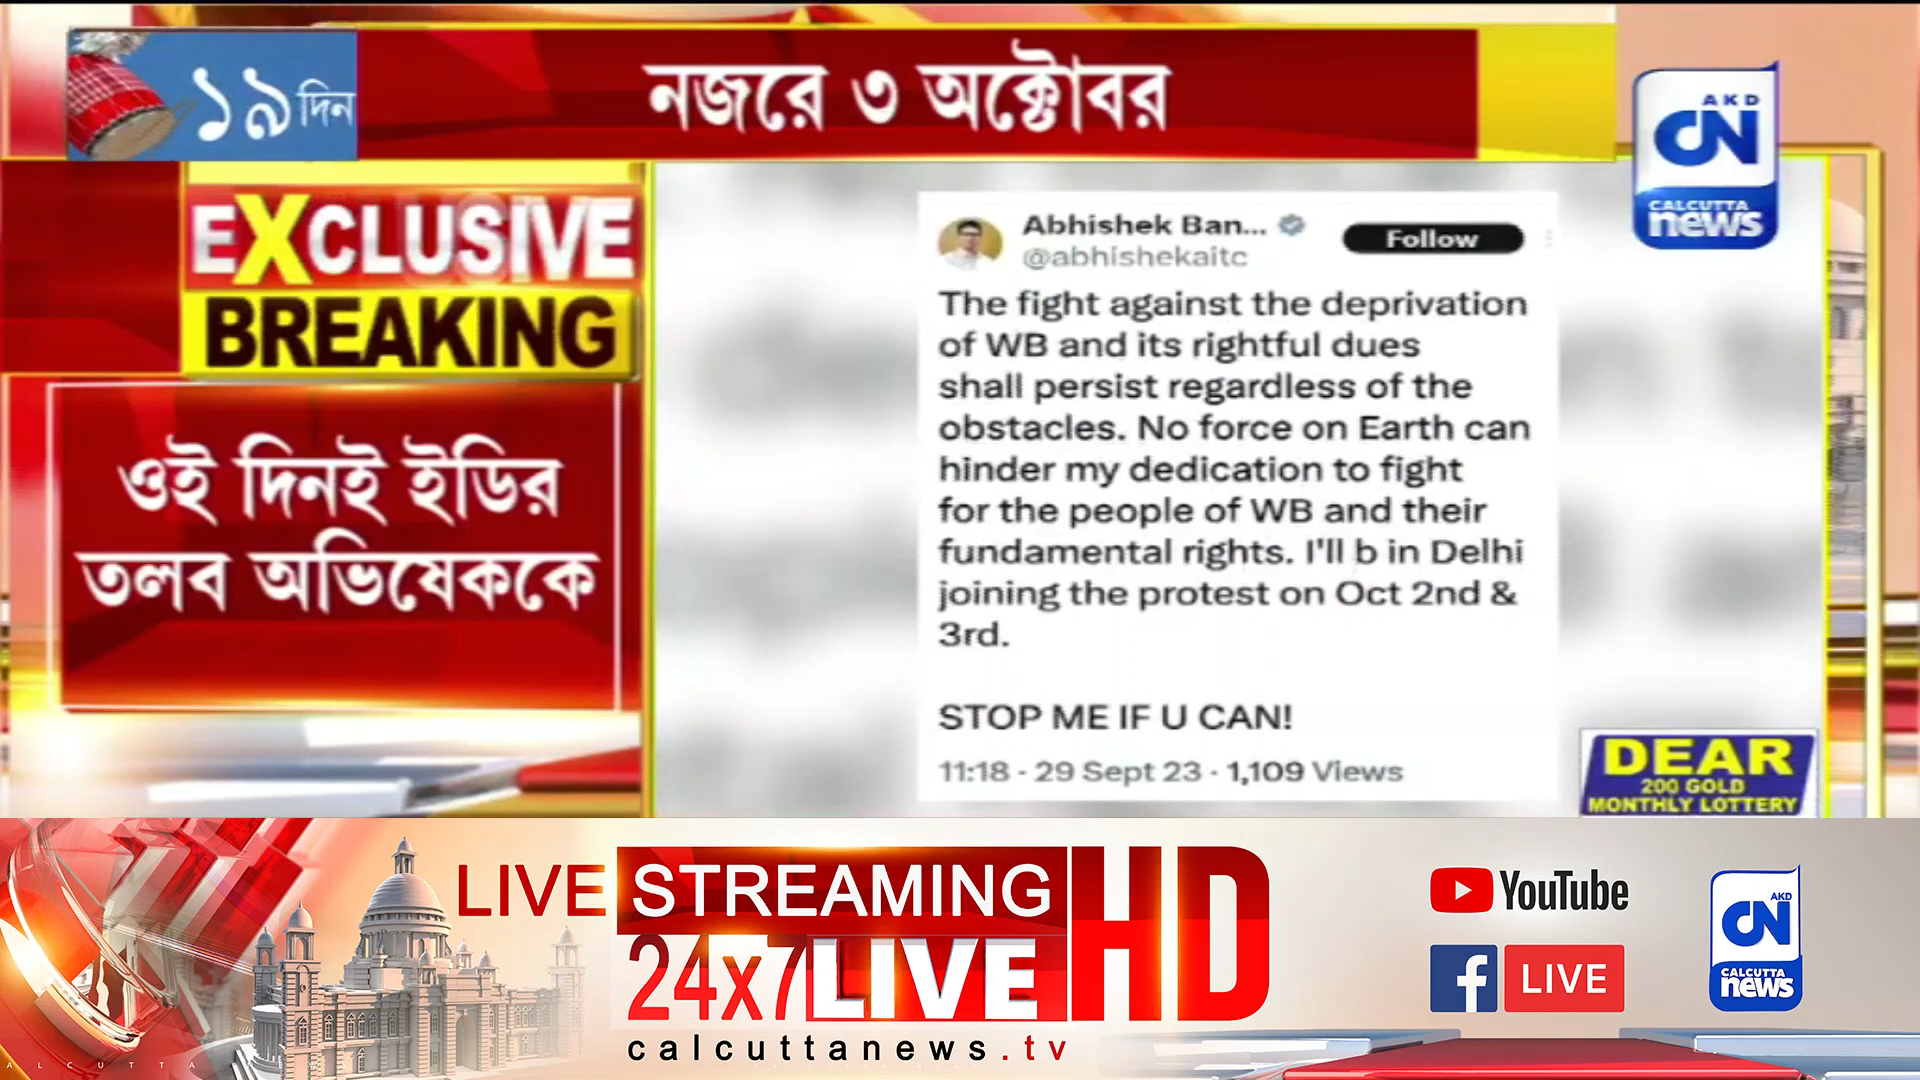 ১৯ দিন
নজরে ৩ অক্টোবর
AKD
CN
CALCUTTA
news
EXCLUSIVE
BREAKING
ওই দিনই ইডির
তলব অভিষেককে
Abhishek Ban...
@abhishekaitc
Follow
The fight against the deprivation
of WB and its rightful dues
shall persist regardless of the
obstacles. No force on Earth can
hinder my dedication to fight
for the people of WB and their
fundamental rights. I'll b in Delhi
joining the protest on Oct 2nd &
3rd.
STOP ME IF U CAN!
11:18 · 29 Sept 23 · 1,109 Views
DEAR
200 GOLD
MONTHLY LOTTERY
LIVE STREAMING HD
24x7 LIVE
calcuttanews.tv
YouTube
f LIVE
AKD
CN
CALCUTTA
news
ALCUTTA